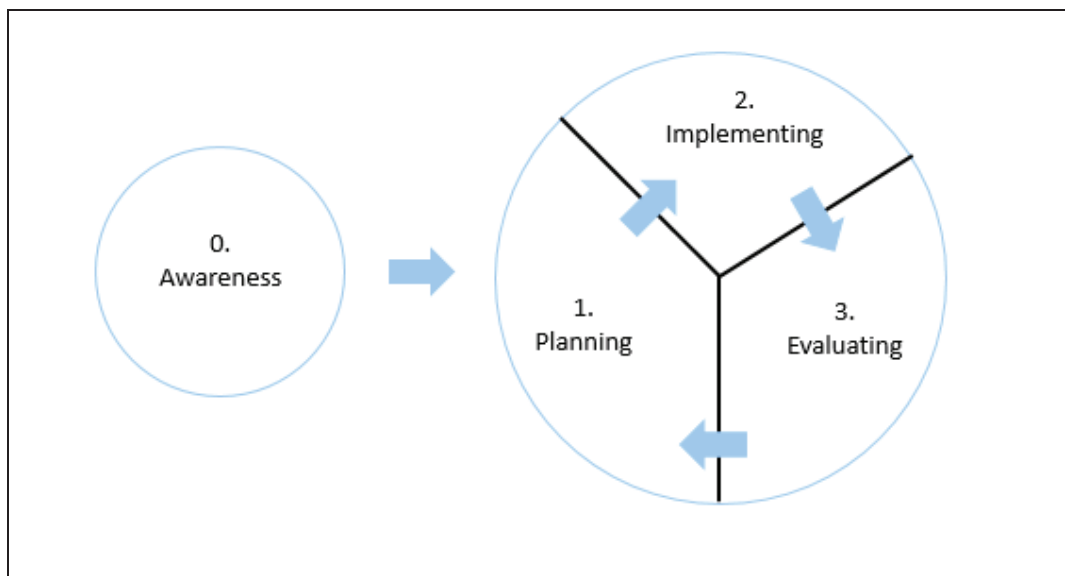 0.
Awareness
1.
Planning
2.
Implementing
3.
Evaluating